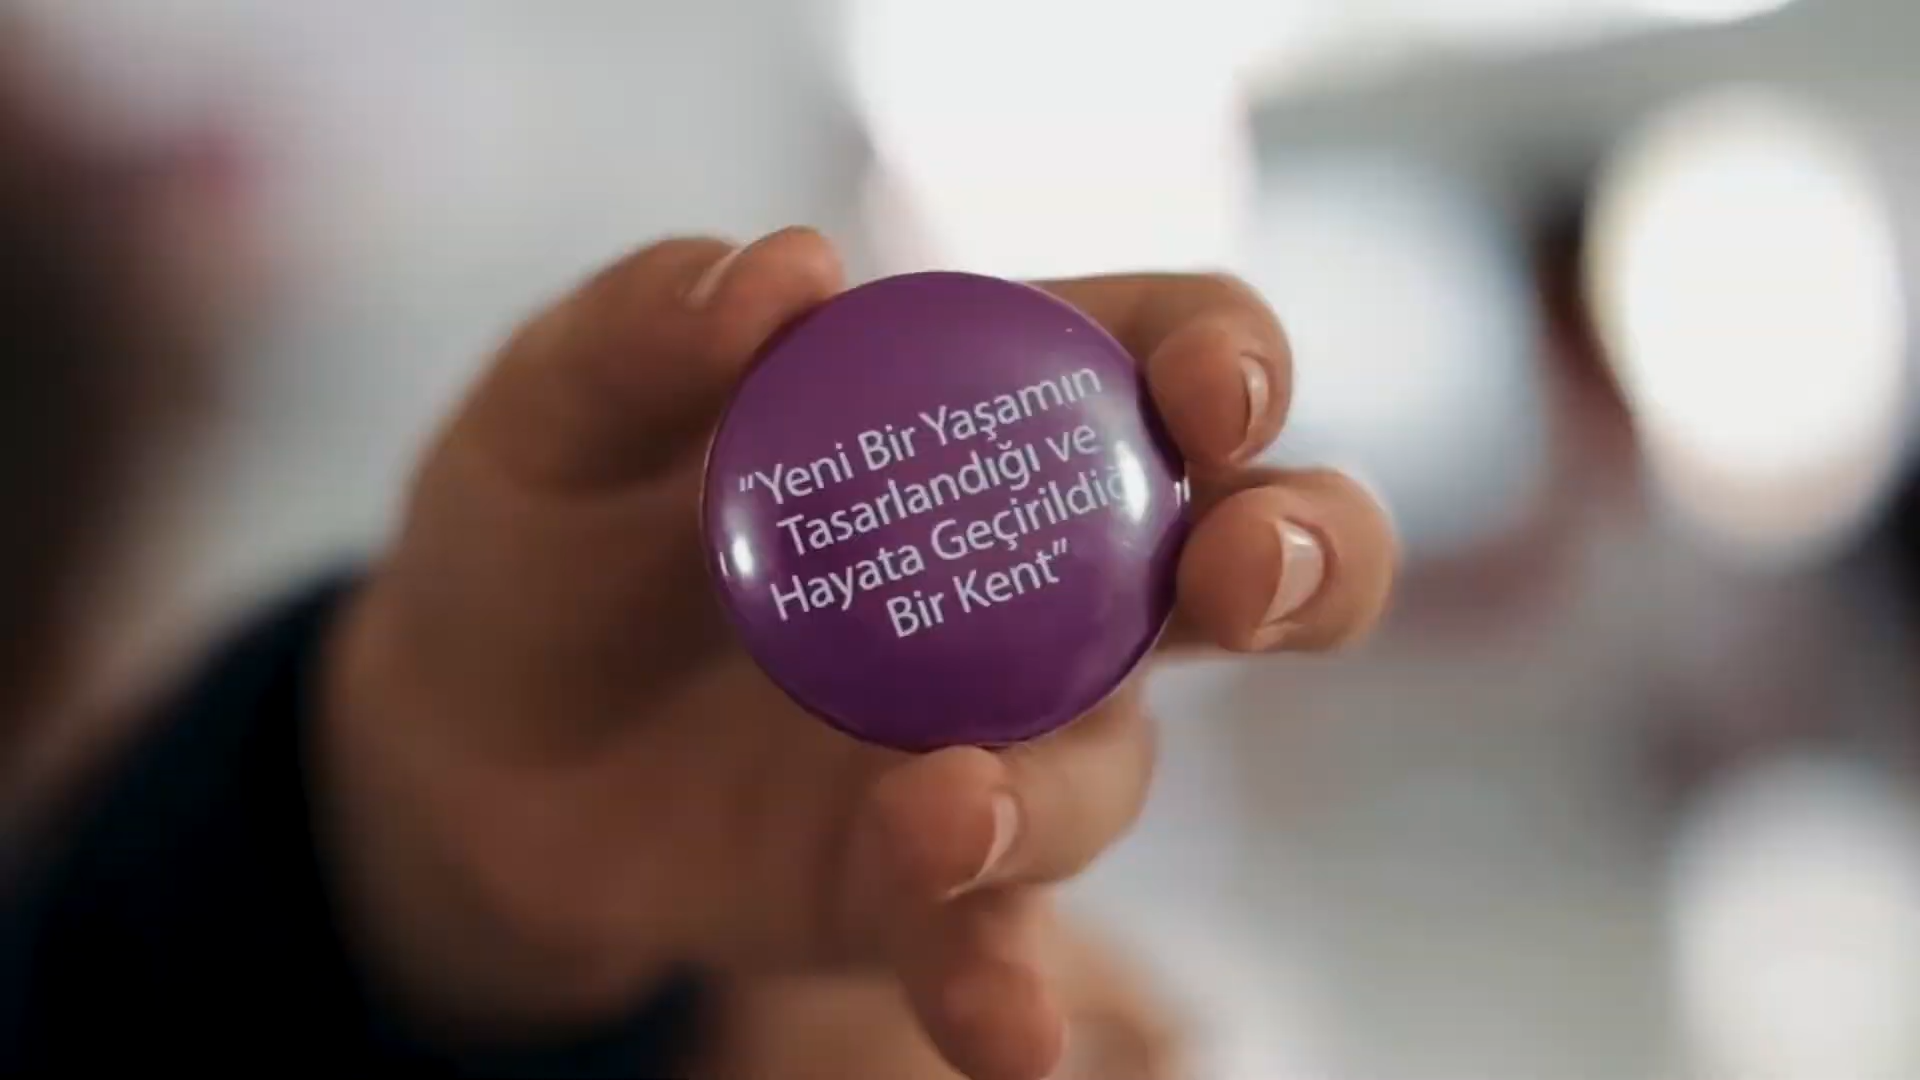 "Yeni Bir Yaşamın
Tasarlandığı ve
Hayata Geçirildiği
Bir Kent"